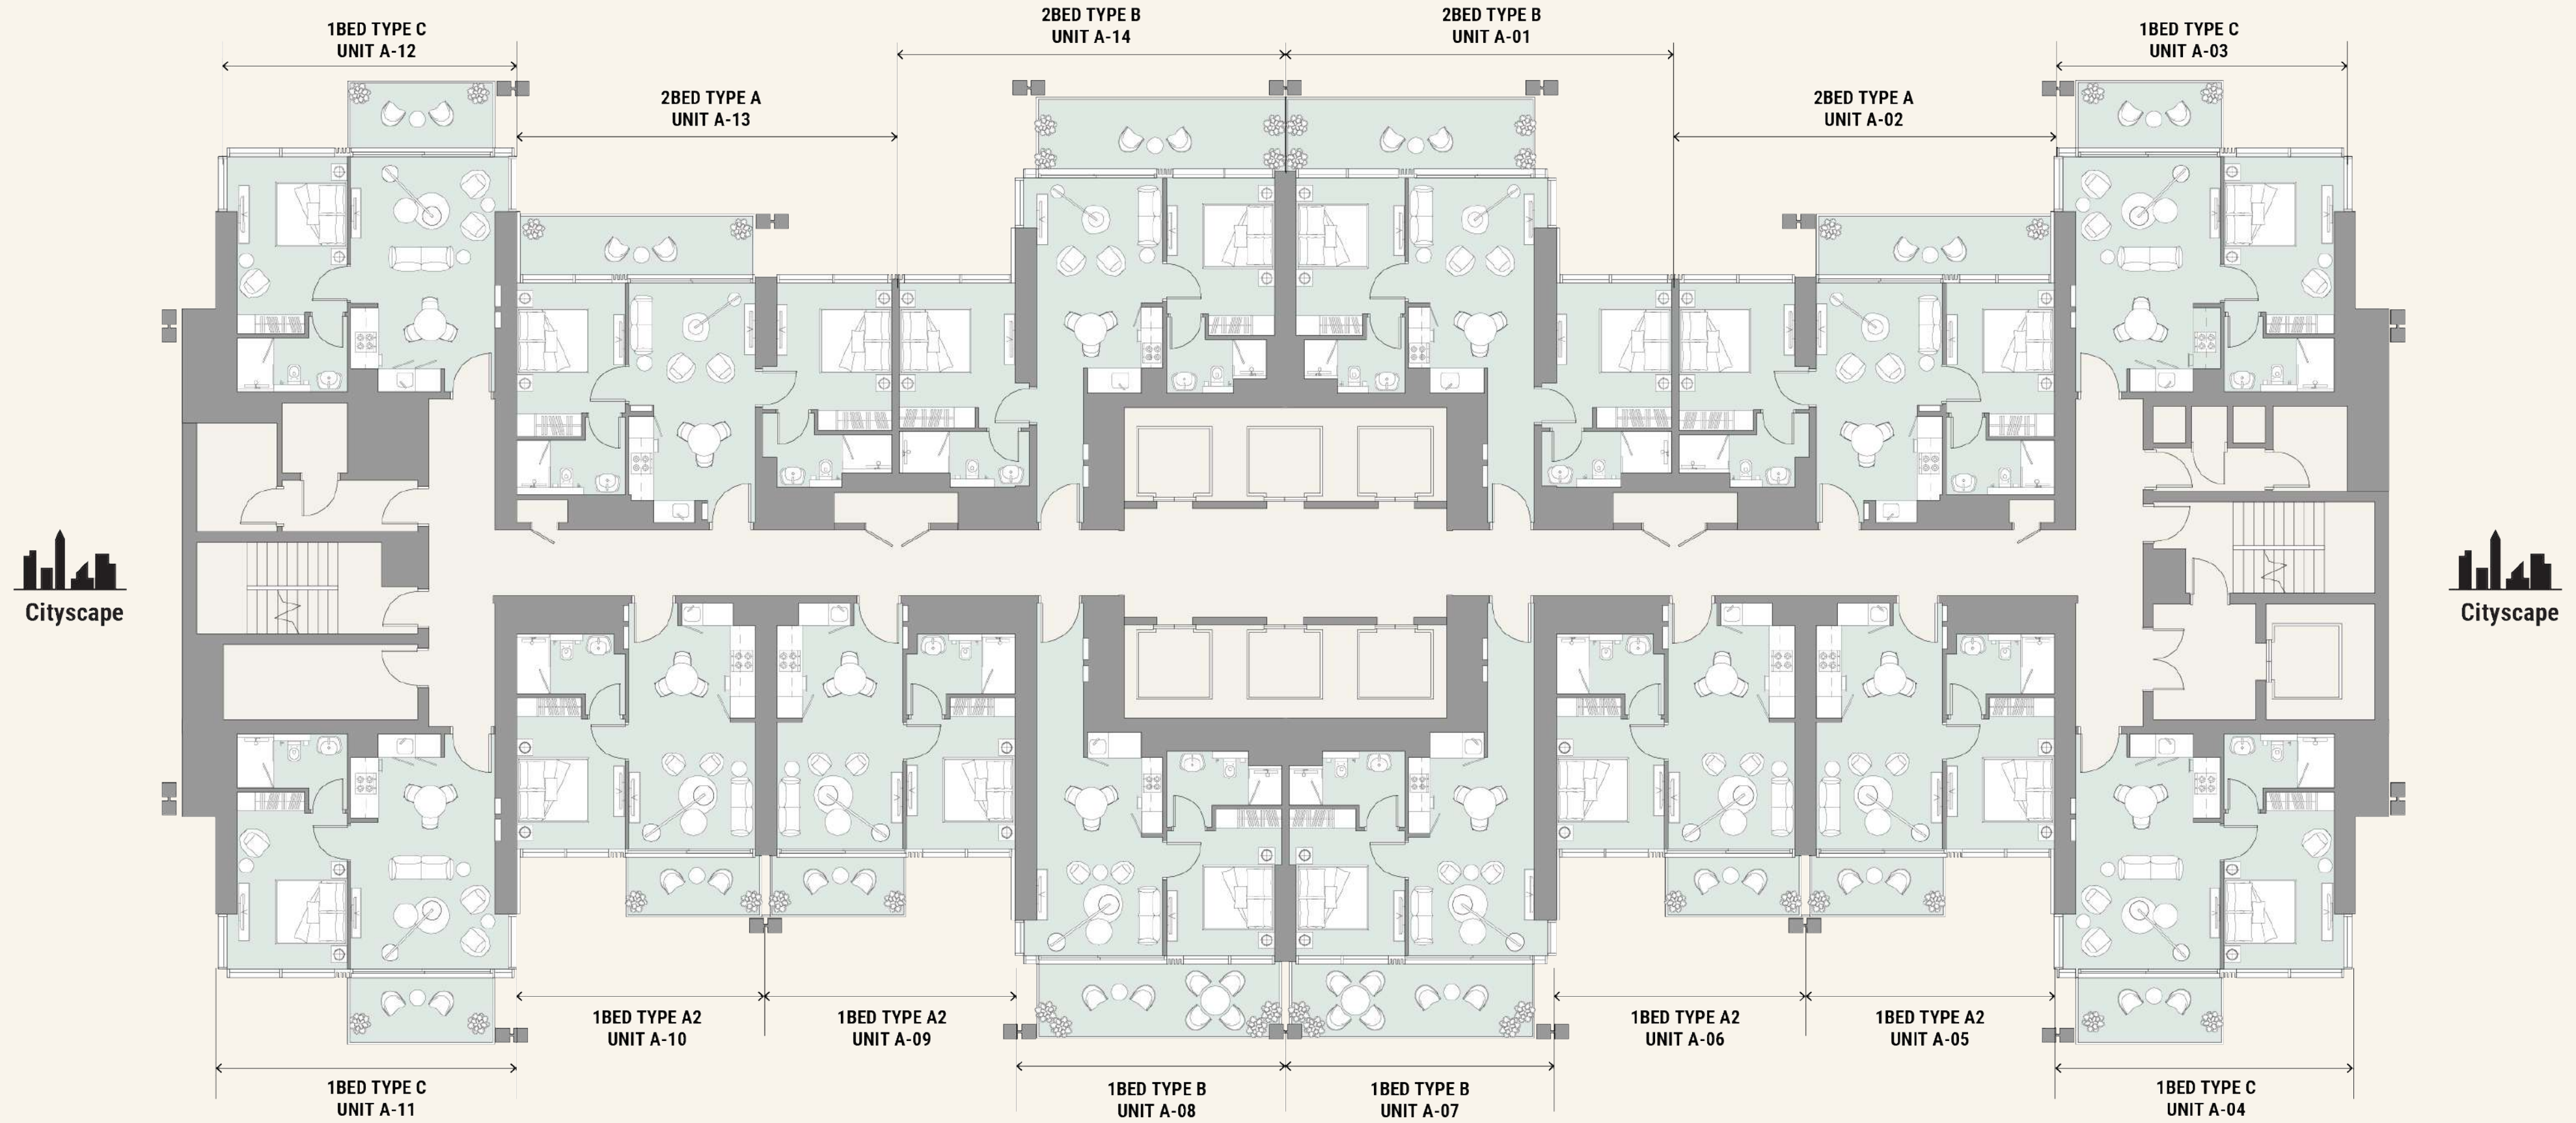 1BED TYPE C
UNIT A-12
2BED TYPE A
UNIT A-13
2BED TYPE B
UNIT A-14
2BED TYPE B
UNIT A-01
2BED TYPE A
UNIT A-02
1BED TYPE C
UNIT A-03
Cityscape
Cityscape
1BED TYPE C
UNIT A-11
1BED TYPE A2
UNIT A-10
1BED TYPE A2
UNIT A-09
1BED TYPE B
UNIT A-08
1BED TYPE B
UNIT A-07
1BED TYPE A2
UNIT A-06
1BED TYPE A2
UNIT A-05
1BED TYPE C
UNIT A-04